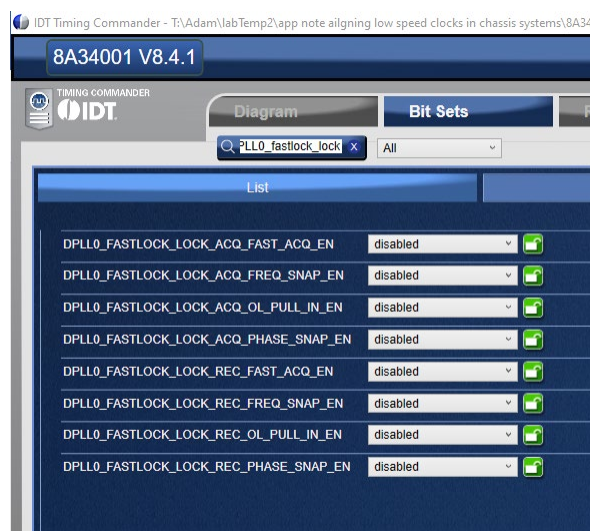 IDT Timing Commander - T:\Adam\labTemp2\app note ailgning low speed clocks in chassis systems\8A34
8A34001 V8.4.1
TIMING COMMANDER
IDT.
Diagram
Bit Sets
PLL0_fastlock_lock X
All
List
DPLL0_FASTLOCK_LOCK_ACQ_FAST_ACQ_EN disabled
DPLL0_FASTLOCK_LOCK_ACQ_FREQ_SNAP_EN disabled
DPLL0_FASTLOCK_LOCK_ACQ_OL_PULL_IN_EN disabled
DPLL0_FASTLOCK_LOCK_ACQ_PHASE_SNAP_EN disabled
DPLL0_FASTLOCK_LOCK_REC_FAST_ACQ_EN disabled
DPLL0_FASTLOCK_LOCK_REC_FREQ_SNAP_EN disabled
DPLL0_FASTLOCK_LOCK_REC_OL_PULL_IN_EN disabled
DPLL0_FASTLOCK_LOCK_REC_PHASE_SNAP_EN disabled